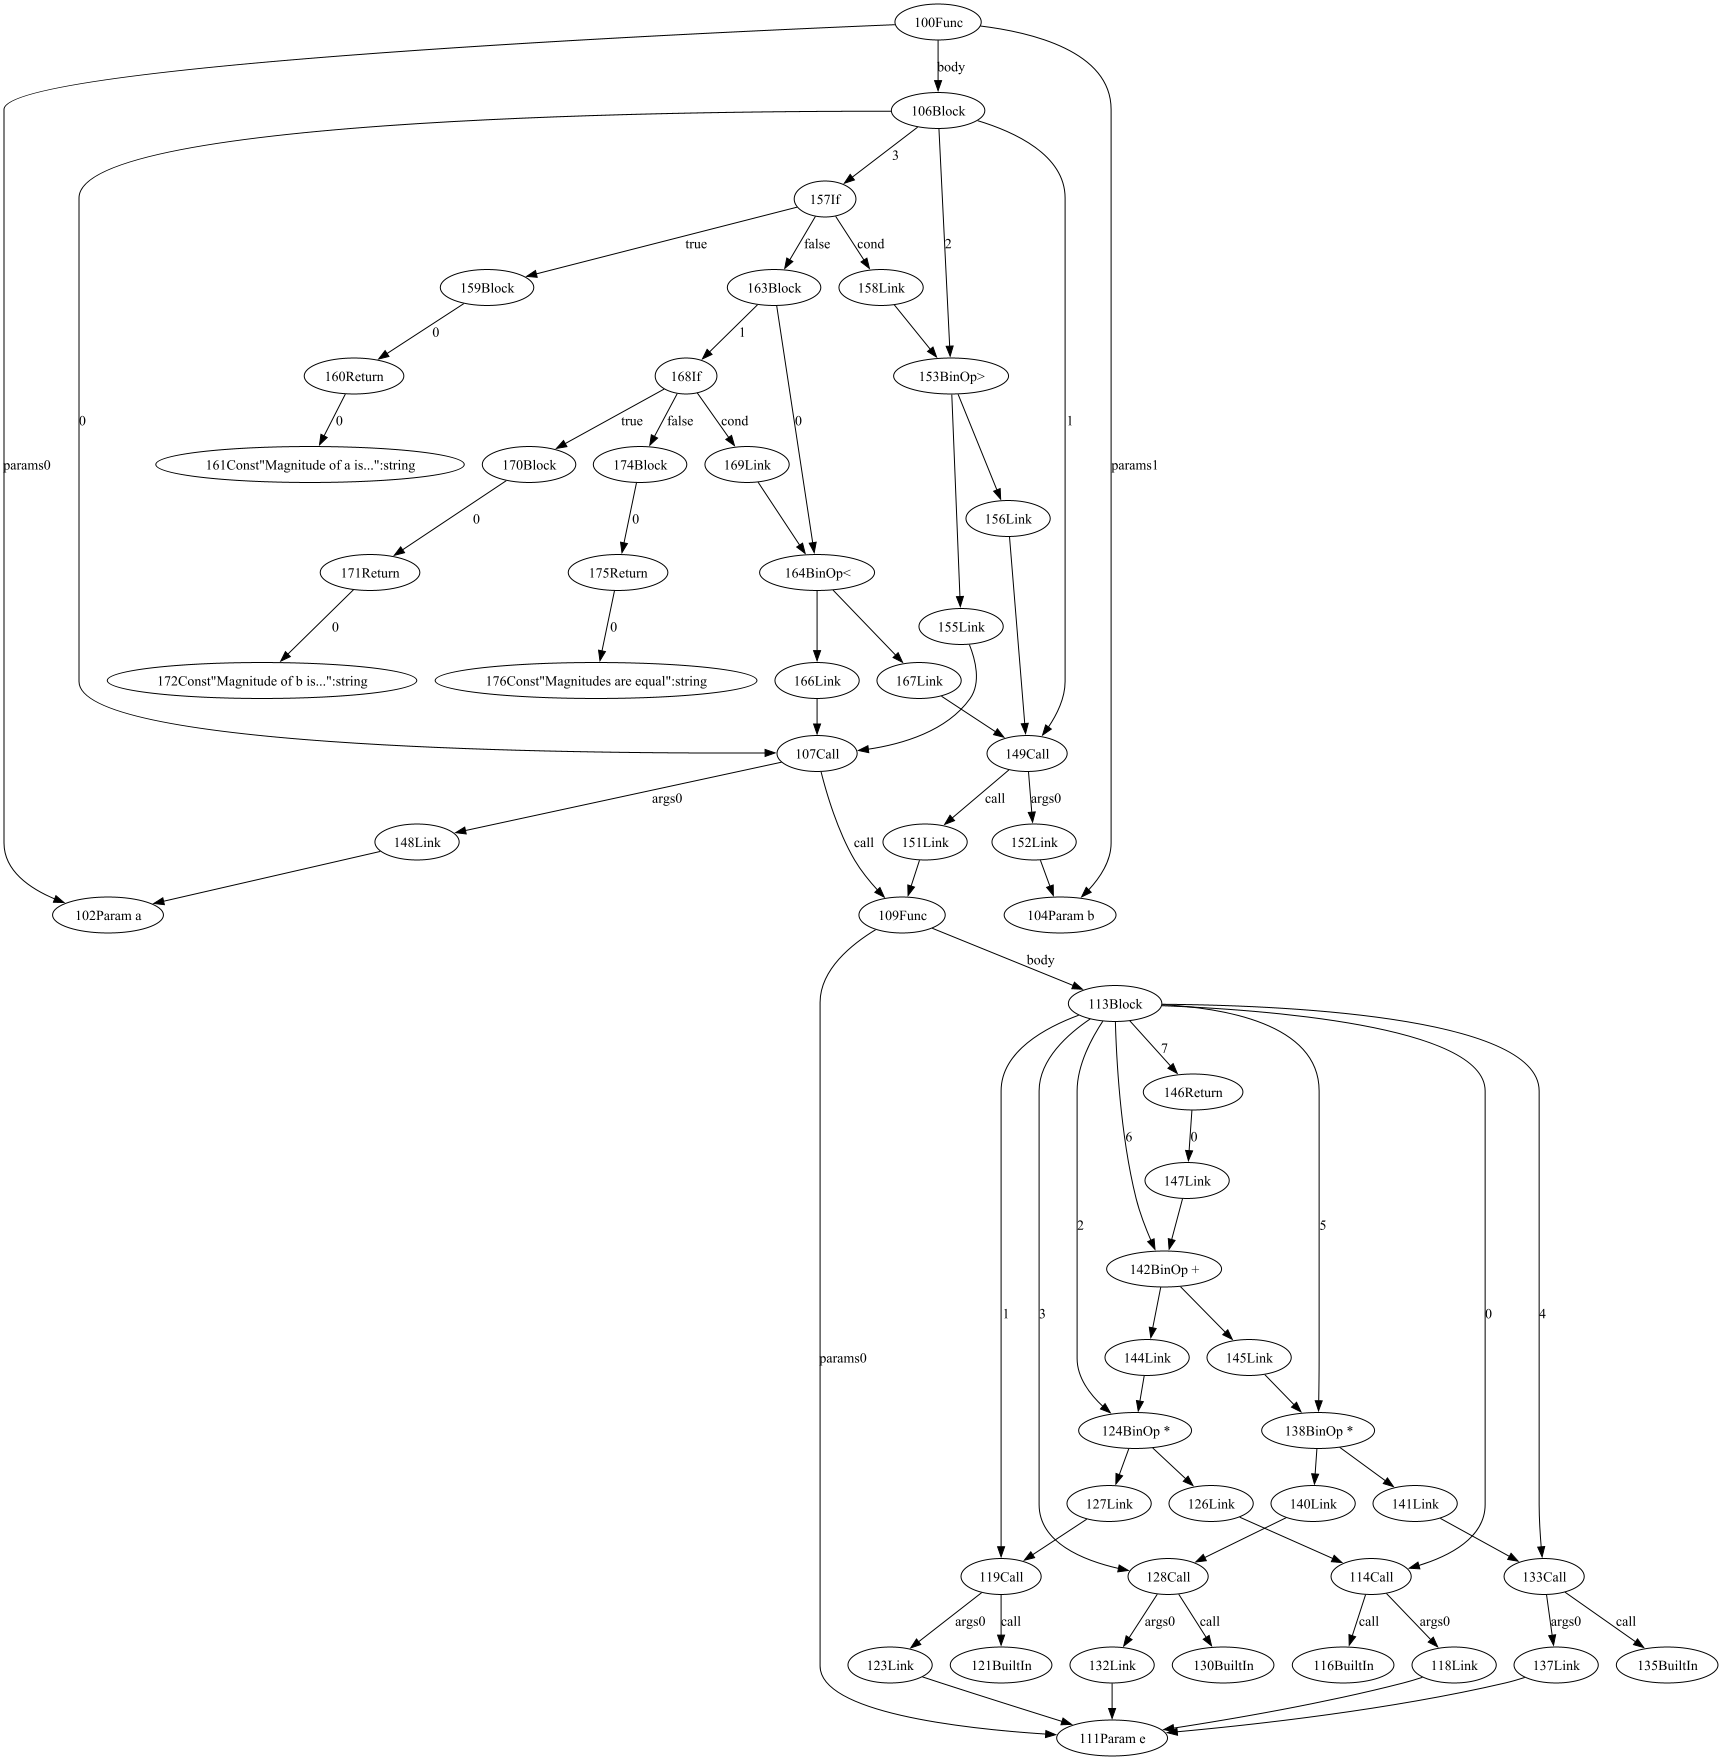 100Func
body
106Block
3
157If
true
false
cond
2
159Block
163Block
158Link
0
1
160Return
168If
153BinOp>
0
0
true
false
cond
0
1
params0
161Const"Magnitude of a is...":string
170Block
174Block
169Link
params1
0
0
156Link
171Return
175Return
164BinOp<
0
0
155Link
172Const"Magnitude of b is...":string
176Const"Magnitudes are equal":string
166Link
167Link
107Call
149Call
args0
call
args0
148Link
call
151Link
152Link
102Param a
109Func
104Param b
body
113Block
7
146Return
6
0
147Link
2
5
142BinOp +
1
3
0
4
params0
144Link
145Link
124BinOp *
138BinOp *
127Link
126Link
140Link
141Link
119Call
128Call
114Call
133Call
args0
call
args0
call
call
args0
args0
call
123Link
121BuiltIn
132Link
130BuiltIn
116BuiltIn
118Link
137Link
135BuiltIn
111Param e